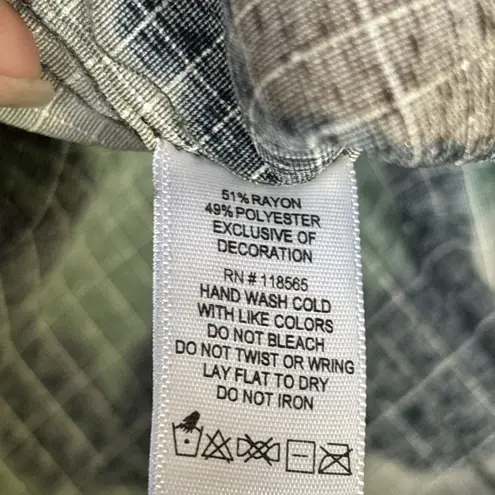 51% RAYON
49% POLYESTER
EXCLUSIVE OF
DECORATION
RN # 118565
HAND WASH COLD
WITH LIKE COLORS
DO NOT BLEACH
DO NOT TWIST OR WRING
LAY FLAT TO DRY
DO NOT IRON